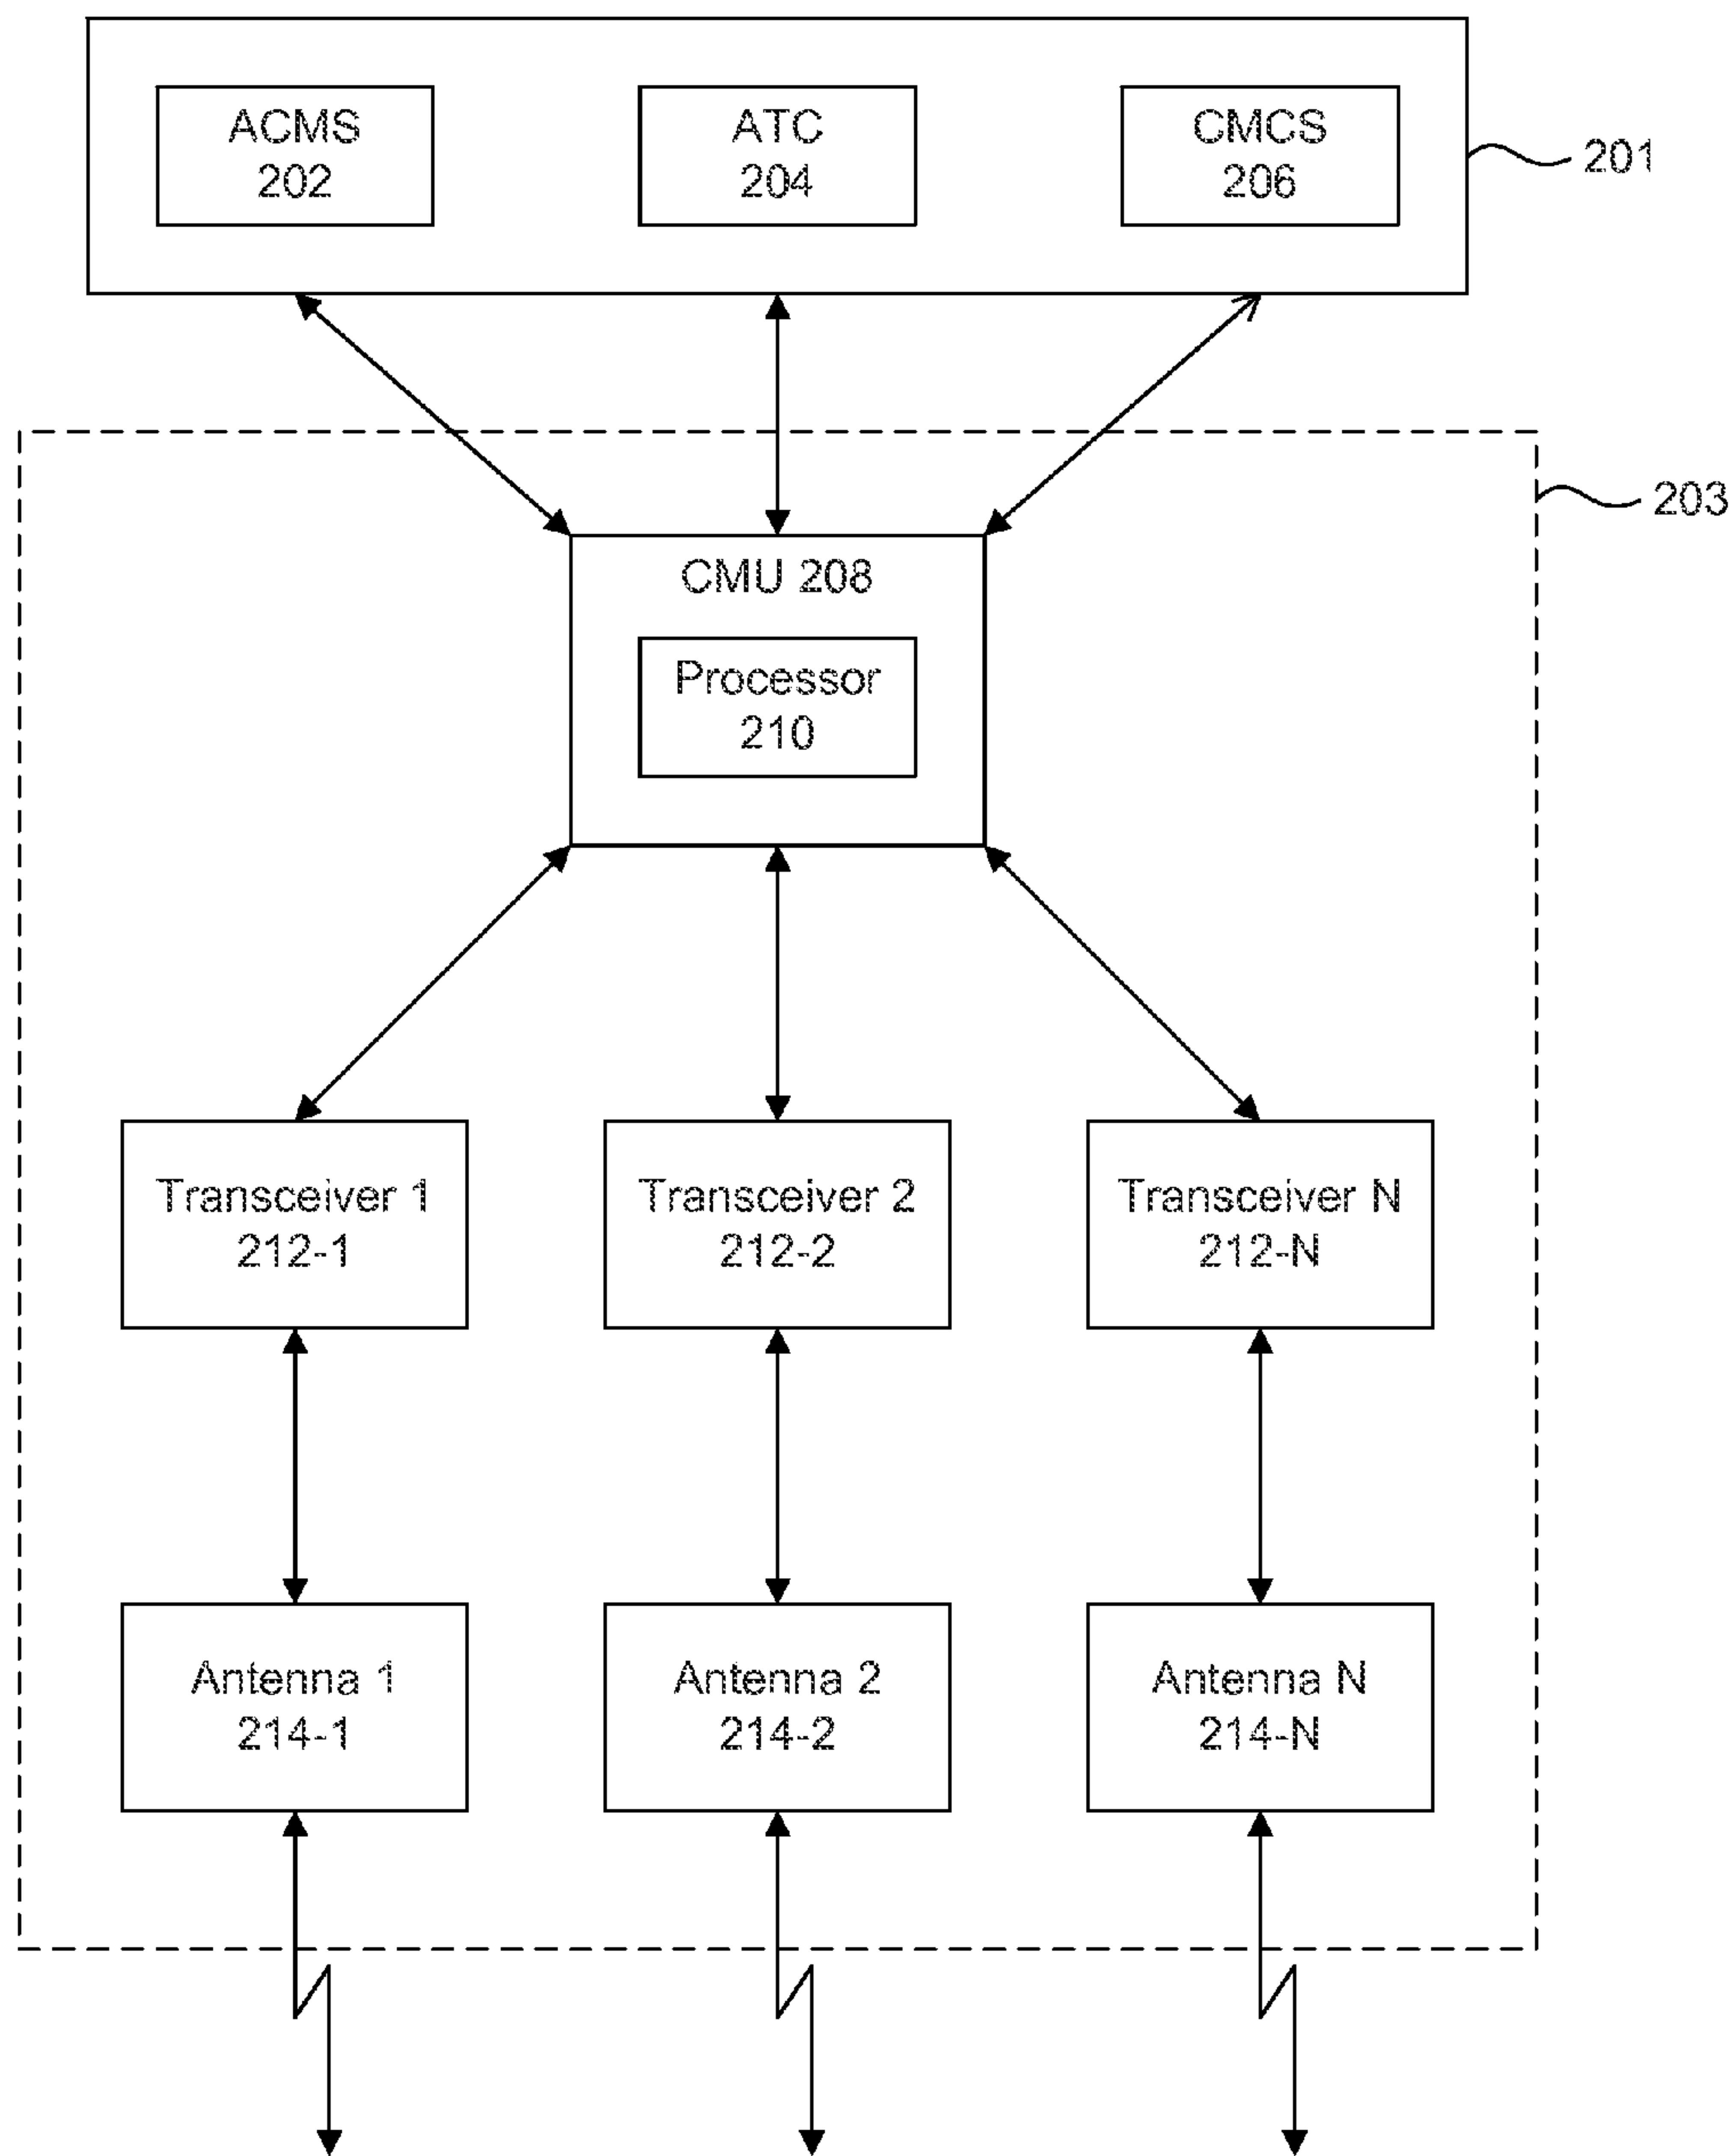 ACMS
202
ATC
204
CMCS
206
201
203
CMU 208
Processor
210
Transceiver 1
212-1
Transceiver 2
212-2
Transceiver N
212-N
Antenna 1
214-1
Antenna 2
214-2
Antenna N
214-N